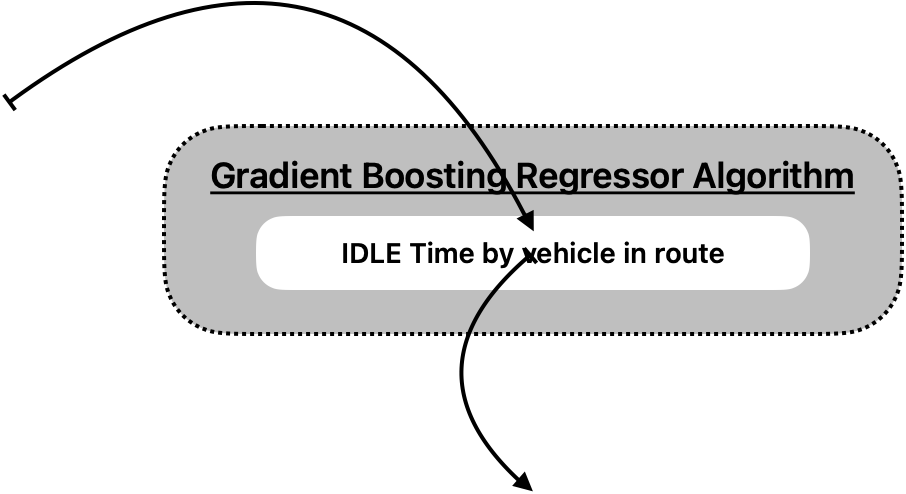 Gradient Boosting Regressor Algorithm
IDLE Time by vehicle in route